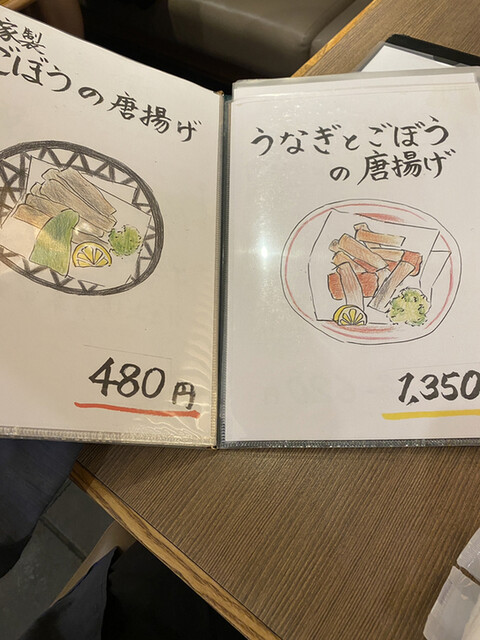 家製
ごぼうの唐揚げ
480円
うなぎとごぼう
の唐揚げ
1,350